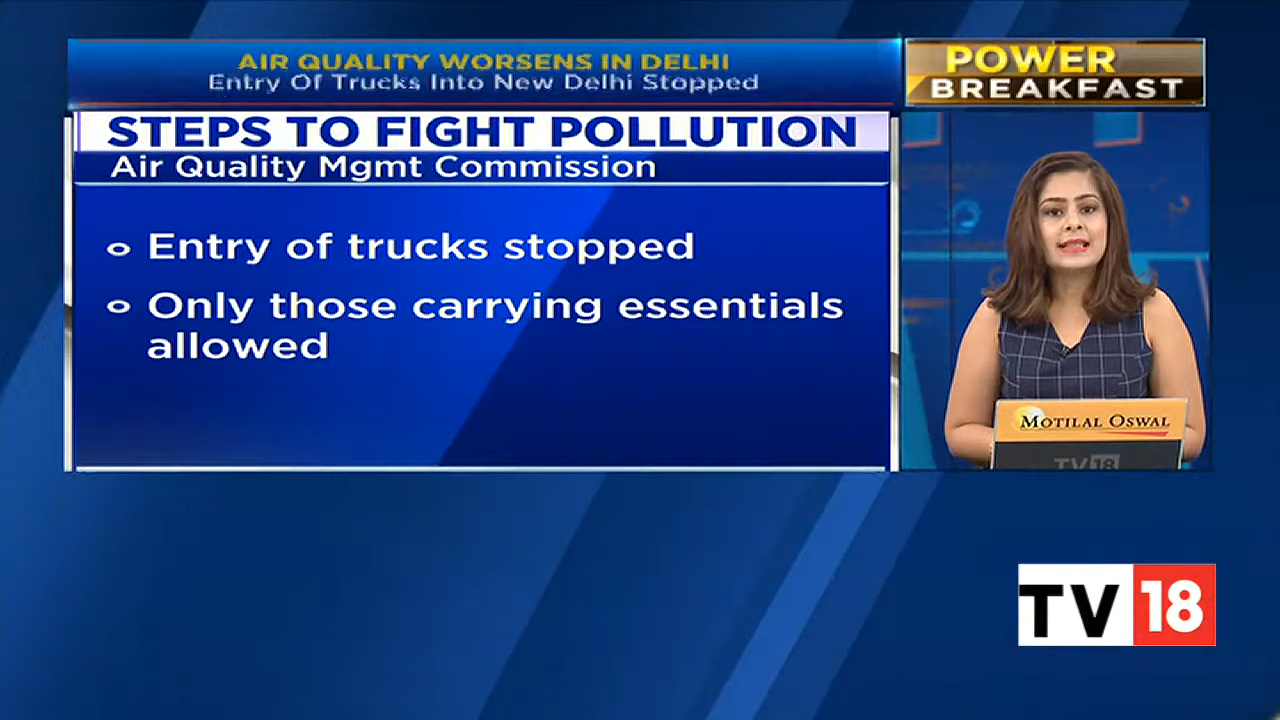 AIR QUALITY WORSENS IN DELHI
Entry Of Trucks Into New Delhi Stopped
POWER
BREAKFAST
STEPS TO FIGHT POLLUTION
Air Quality Mgmt Commission
Entry of trucks stopped
Only those carrying essentials
allowed
MOTILAL OSWAL
TV18
TV18